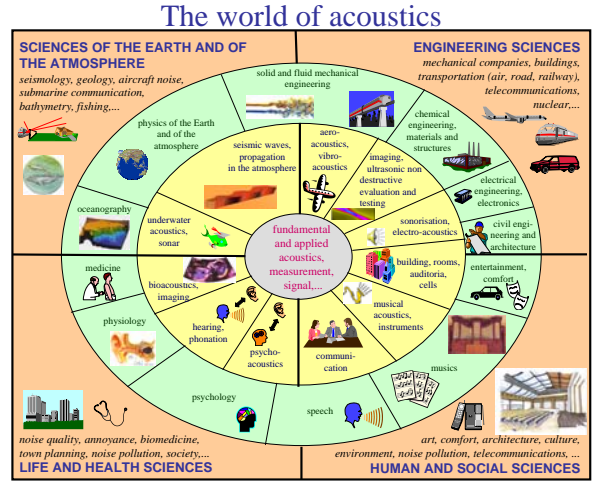 The world of acoustics
SCIENCES OF THE EARTH AND OF
THE ATMOSPHERE
seismology, geology, aircraft noise,
submarine communication,
bathymetry, fishing,...
ENGINEERING SCIENCES
mechanical companies, buildings,
transportation (air, road, railway),
telecommunications,
nuclear,...
solid and fluid mechanical
engineering
physics of the Earth
and of the
atmosphere
chemical
engineering,
materials and
structures
electrical
engineering,
electronics
oceanography
civil engi-
neering and
architecture
medicine
entertainment,
comfort
physiology
musics
psychology
speech
seismic waves,
propagation
in the atmosphere
aero-
acoustics,
vibro-
acoustics
imaging,
ultrasonic non
destructive
evaluation and
testing
underwater
acoustics,
sonar
sonorisation,
electro-acoustics
fundamental
and applied
acoustics,
measurement,
signal,...
building, rooms,
auditoria,
cells
bioacoustics,
imaging
musical
acoustics,
instruments
hearing,
phonation
psycho-
acoustics
communi-
cation
noise quality, annoyance, biomedicine,
town planning, noise pollution, society,...
LIFE AND HEALTH SCIENCES
art, comfort, architecture, culture,
environment, noise pollution, telecommunications, ...
HUMAN AND SOCIAL SCIENCES